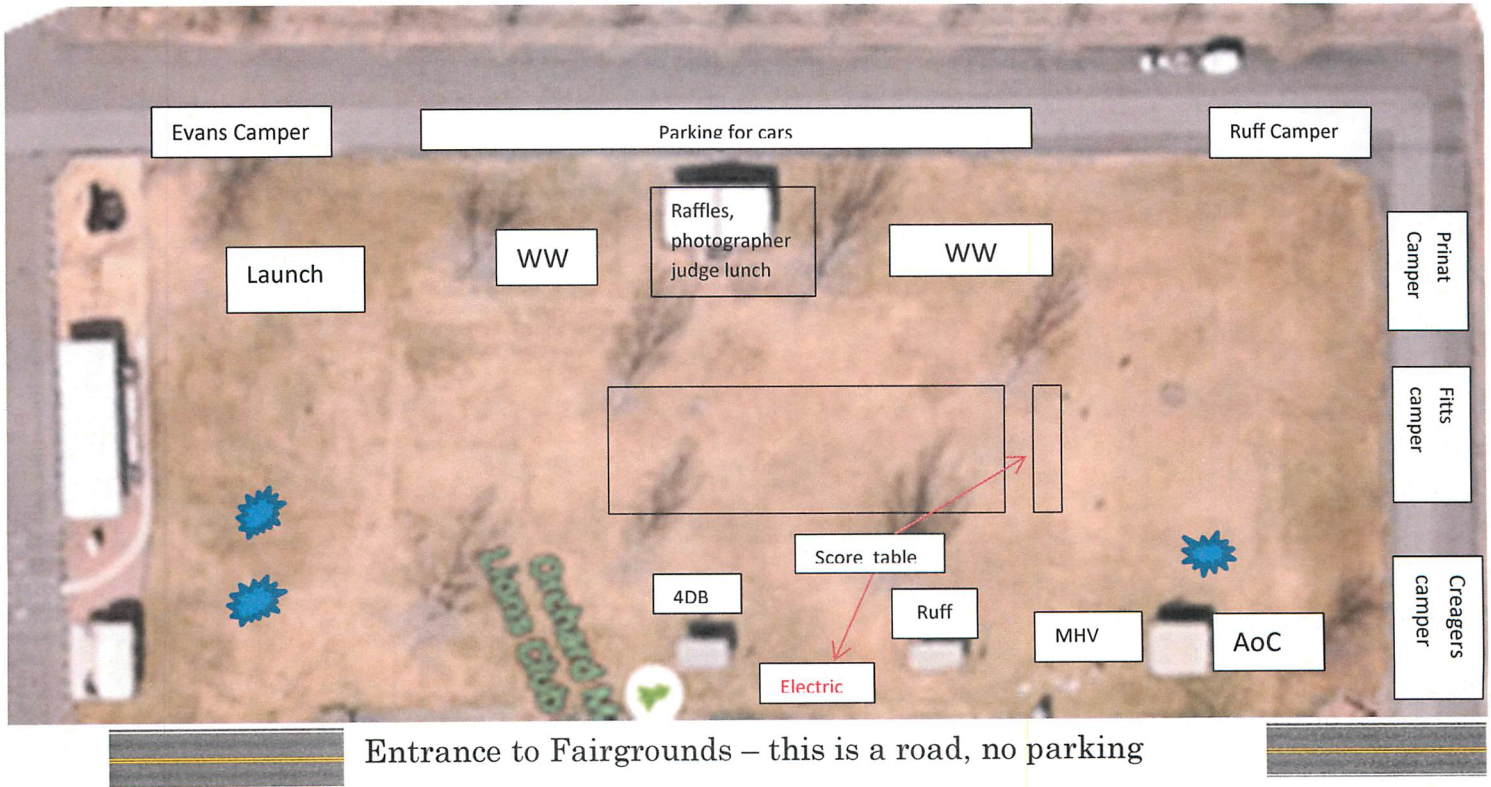 Evans Camper
Parking for cars
Ruff Camper
Launch
WW
Raffles,
photographer
judge lunch
WW
Prinat
Camper
Fitts
camper
Score table
4DB
Ruff
MHV
AoC
Creagers
camper
Electric
Orchard M
Lions Club
Entrance to Fairgrounds – this is a road, no parking